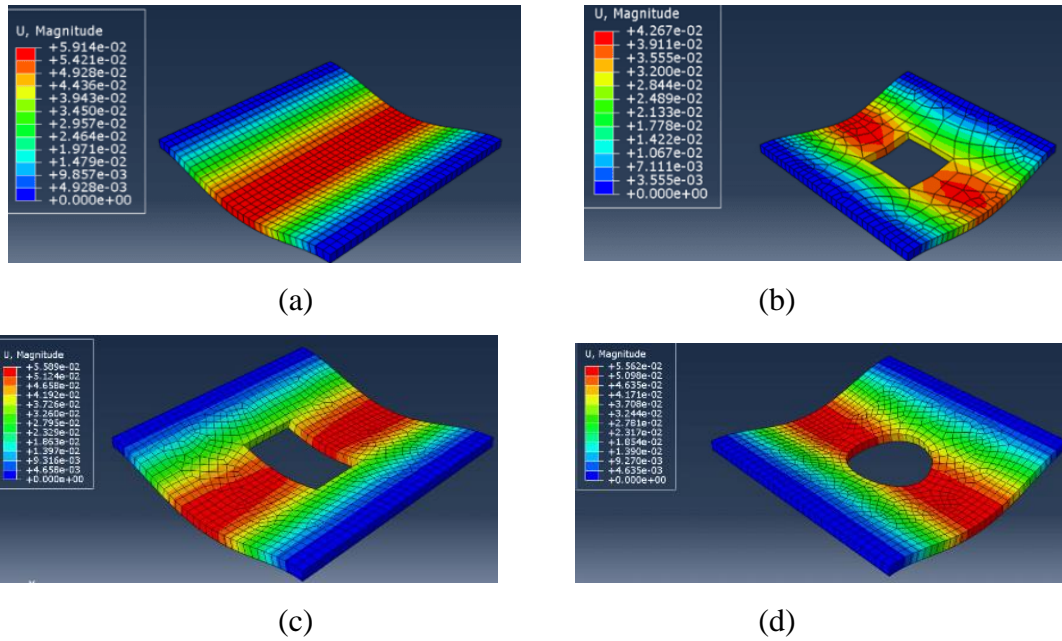 U, Magnitude
+5.914e-02
+5.421e-02
+4.928e-02
+4.436e-02
+3.943e-02
+3.450e-02
+2.957e-02
+2.464e-02
+1.971e-02
+1.479e-02
+9.857e-03
+4.928e-03
+0.000e+00
(a)
U, Magnitude
+4.267e-02
+3.911e-02
+3.555e-02
+3.200e-02
+2.844e-02
+2.489e-02
+2.133e-02
+1.778e-02
+1.422e-02
+1.067e-02
+7.111e-03
+3.555e-03
+0.000e+00
(b)
U, Magnitude
+5.589e-02
+5.124e-02
+4.658e-02
+4.192e-02
+3.726e-02
+3.260e-02
+2.795e-02
+2.329e-02
+1.863e-02
+1.397e-02
+9.316e-03
+4.658e-03
+0.000e+00
(c)
U, Magnitude
+5.562e-02
+5.098e-02
+4.635e-02
+4.171e-02
+3.708e-02
+3.244e-02
+2.781e-02
+2.317e-02
+1.854e-02
+1.390e-02
+9.270e-03
+4.635e-03
+0.000e+00
(d)